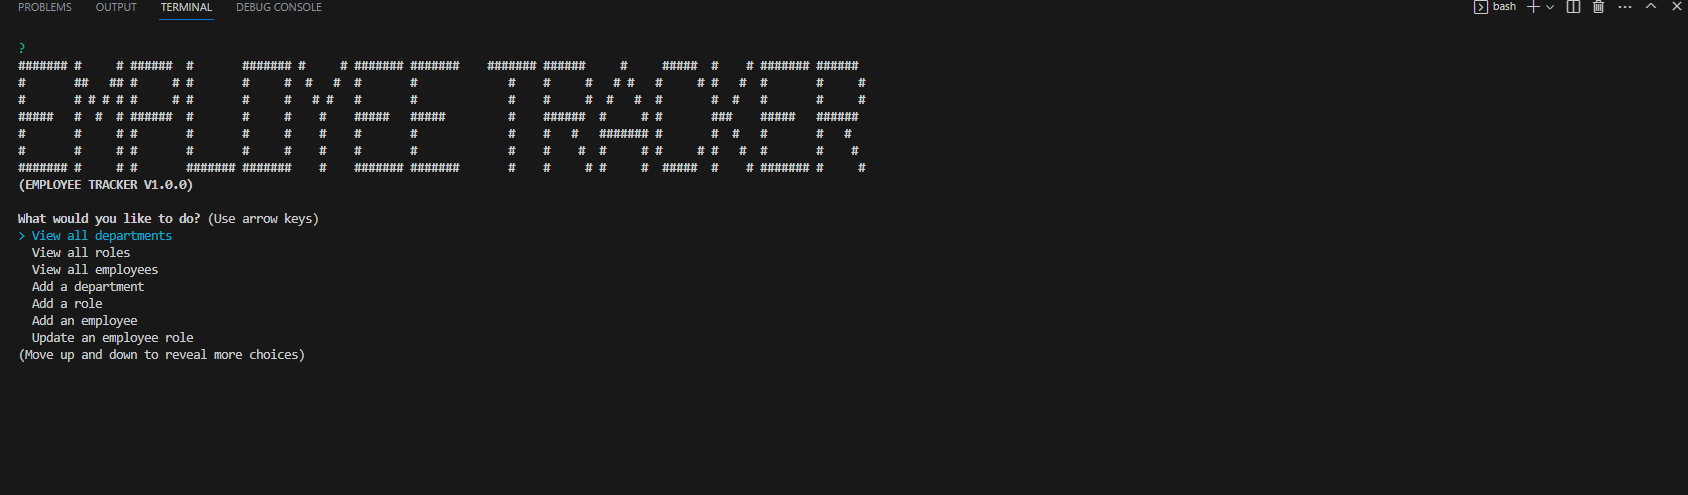 PROBLEMS OUTPUT TERMINAL DEBUG CONSOLE bash
?
EMPLOYEE TRACKER
(EMPLOYEE TRACKER V1.0.0)
What would you like to do? (Use arrow keys)
> View all departments
View all roles
View all employees
Add a department
Add a role
Add an employee
Update an employee role
(Move up and down to reveal more choices)